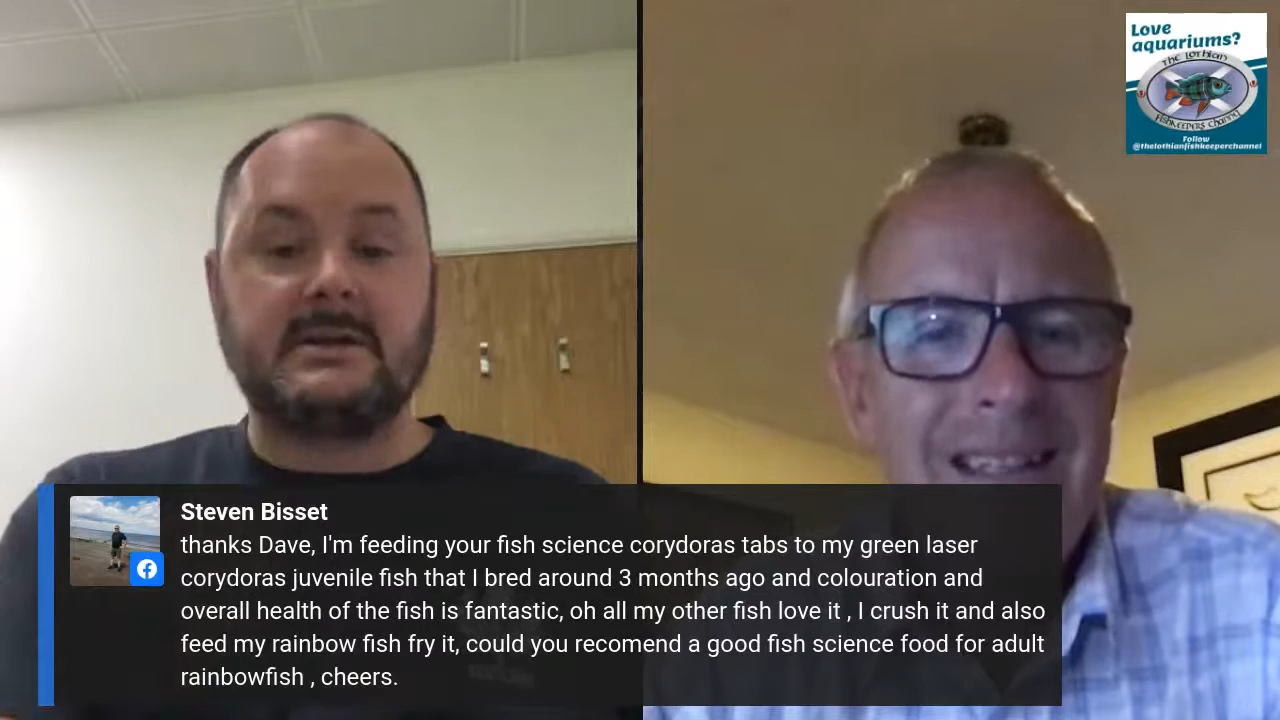 Love
aquariums?
THE LOTHIAN
FISHKEEPERS CHANNEL
Follow
@thelothianfishkeeperchannel
Steven Bisset
thanks Dave, I'm feeding your fish science corydoras tabs to my green laser
corydoras juvenile fish that I bred around 3 months ago and colouration and
overall health of the fish is fantastic, oh all my other fish love it , I crush it and also
feed my rainbow fish fry it, could you recomend a good fish science food for adult
rainbowfish , cheers.